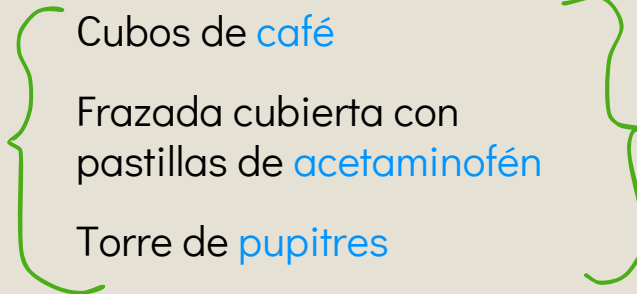 Cubos de café
Frazada cubierta con
pastillas de acetaminofén
Torre de pupitres